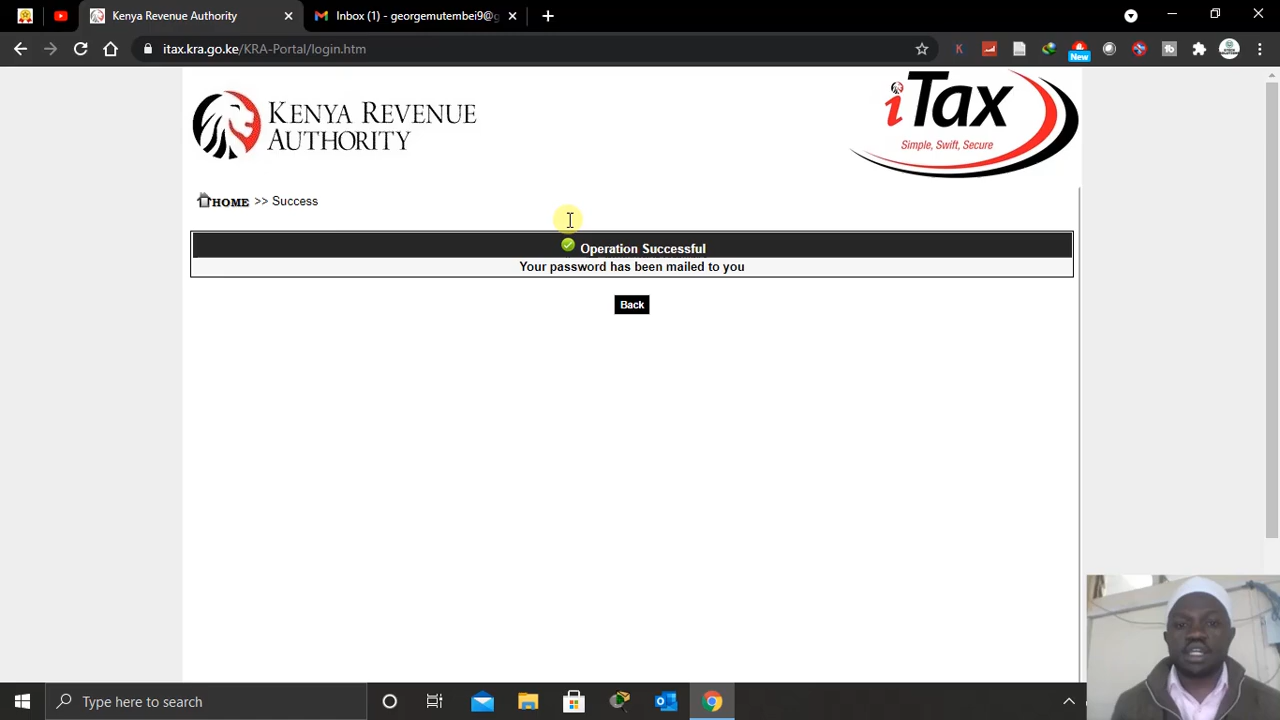 Kenya Revenue Authority
Inbox (1) - georgemutembei9@g
itax.kra.go.ke/KRA-Portal/login.htm
K
New
KENYA REVENUE
AUTHORITY
iTax
Simple, Swift, Secure
HOME >> Success
Operation Successful
Your password has been mailed to you
Back
Type here to search